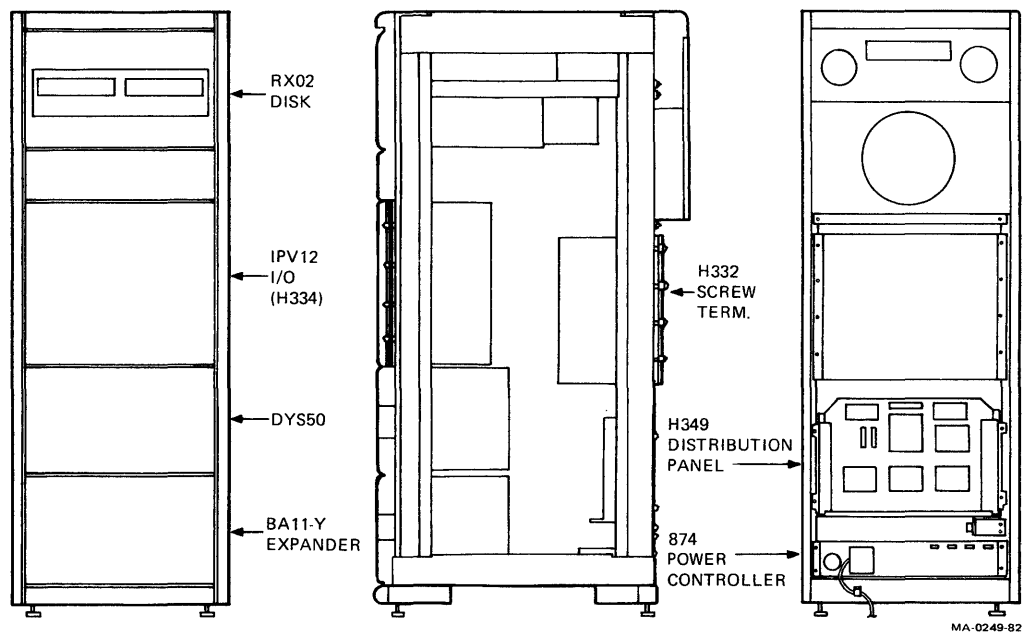 RX02
DISK
IPV12
I/O
(H334)
DYS50
BA11-Y
EXPANDER
H332
SCREW
TERM.
H349
DISTRIBUTION
PANEL
874
POWER
CONTROLLER
MA-0249-82